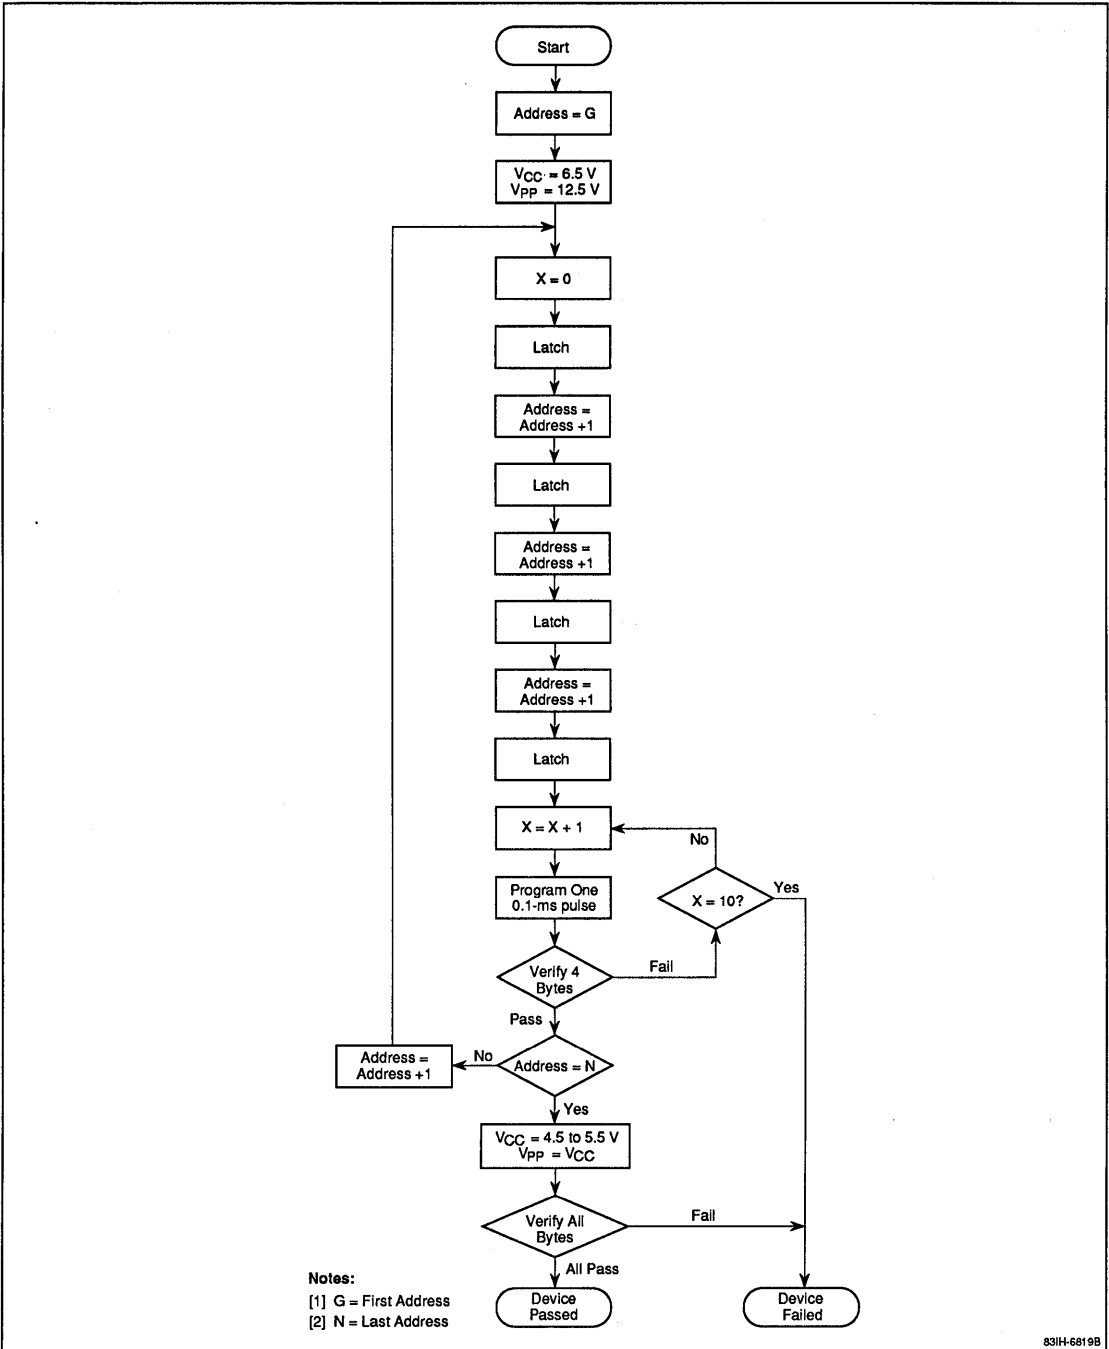 Start
Address = G
VCC = 6.5 V
VPP = 12.5 V
X = 0
Latch
Address =
Address +1
Latch
Address =
Address +1
Latch
Address =
Address +1
Latch
X = X + 1
No
Program One
0.1-ms pulse
X = 10?
Yes
Verify 4
Bytes
Fail
Pass
Address =
Address +1
No
Address = N
Yes
VCC = 4.5 to 5.5 V
VPP = VCC
Verify All
Bytes
Fail
All Pass
Notes:
[1] G = First Address
[2] N = Last Address
Device
Passed
Device
Failed
83IH-6819B